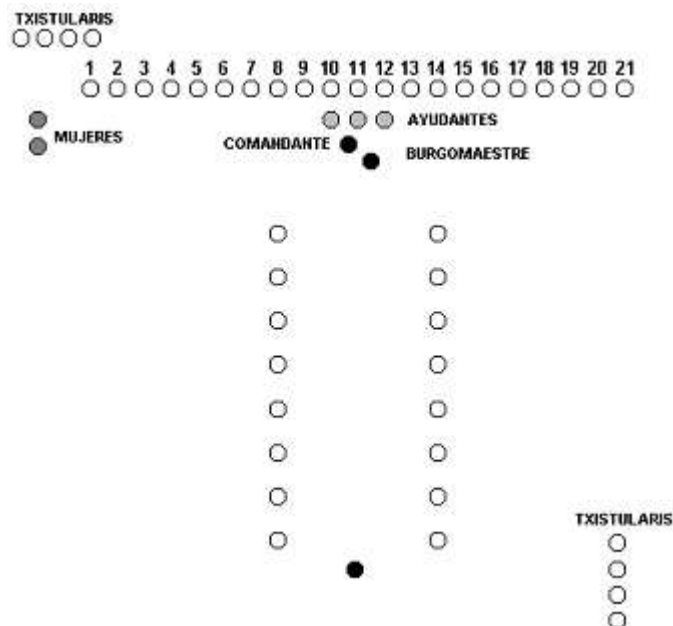 TXISTULARIS
1 2 3 4 5 6 7 8 9 10 11 12 13 14 15 16 17 18 19 20 21
AYUDANTES
MUJERES
COMANDANTE
BURGOMAESTRE
TXISTULARIS